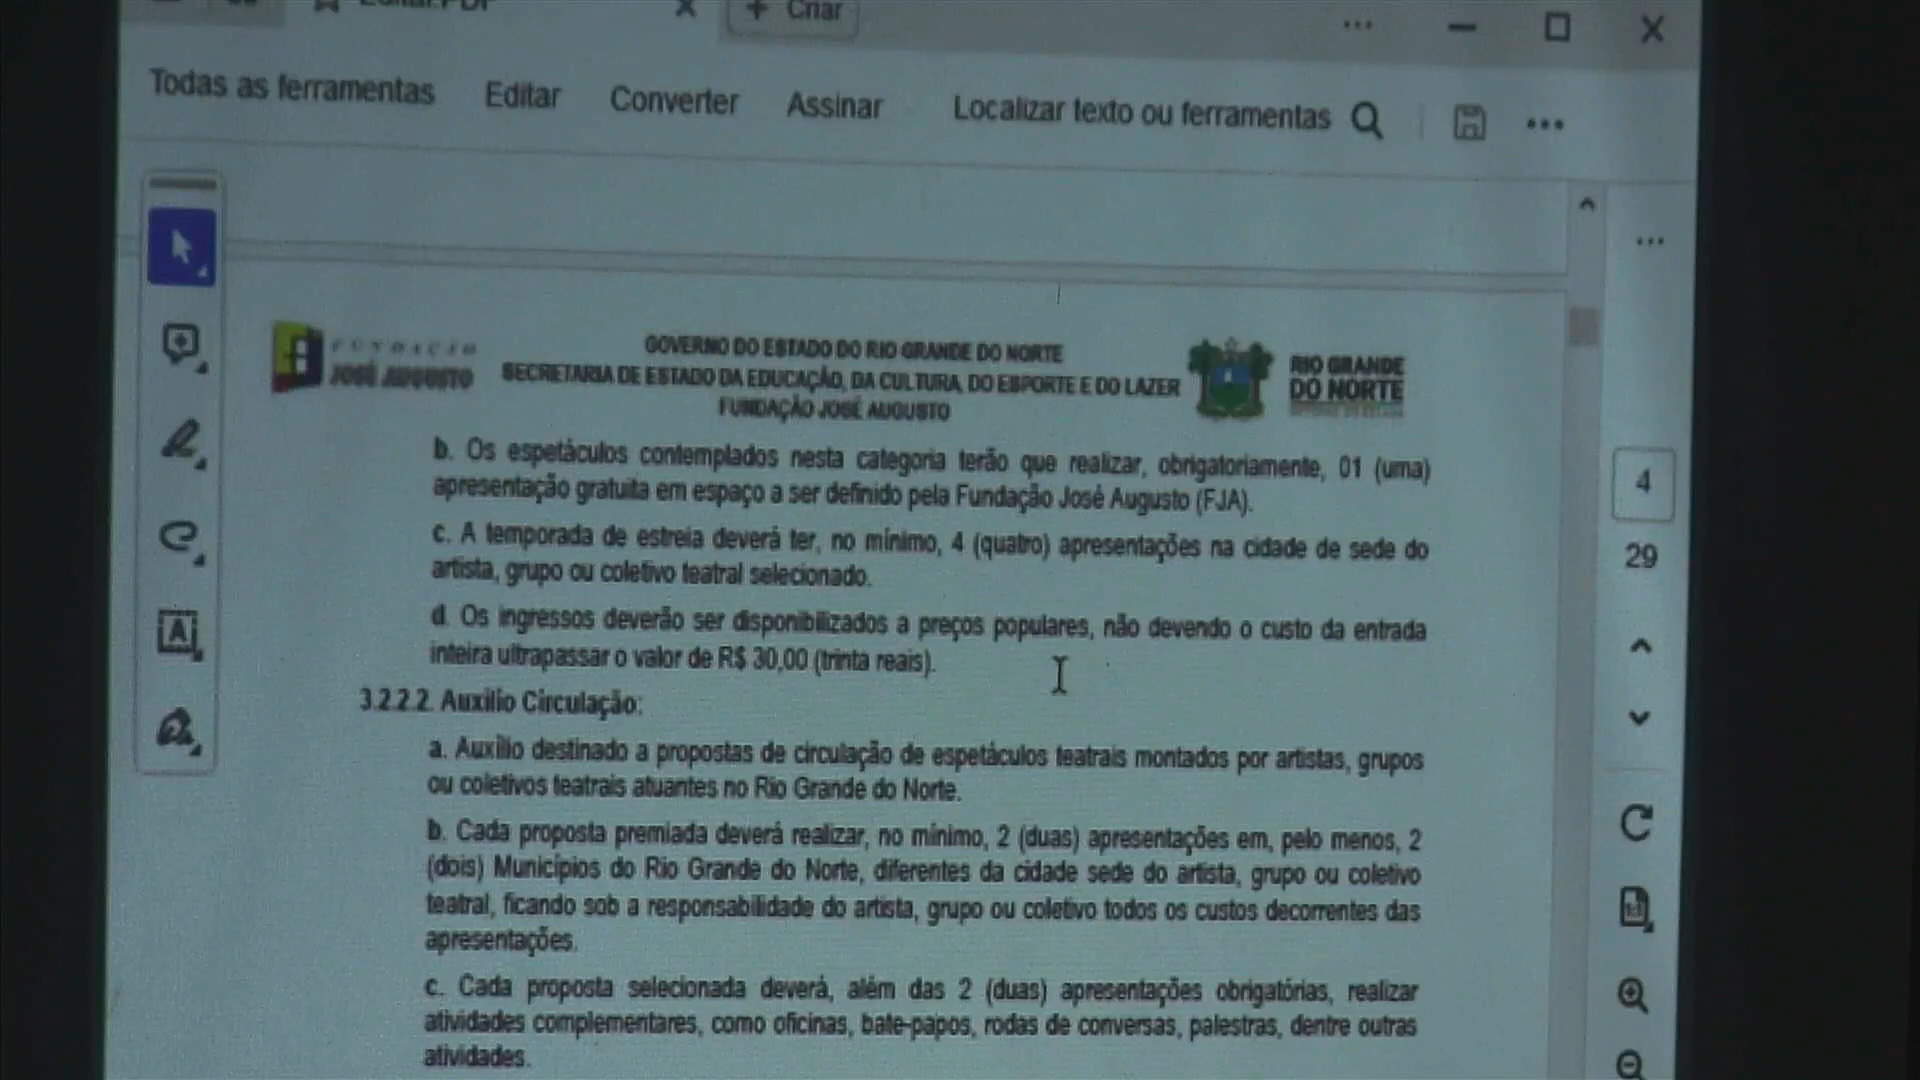 Criar
Todas as ferramentas Editar Converter Assinar Localizar texto ou ferramentas
FUNDAÇÃO
JOSÉ AUGUSTO
GOVERNO DO ESTADO DO RIO GRANDE DO NORTE
SECRETARIA DE ESTADO DA EDUCAÇÃO, DA CULTURA, DO ESPORTE E DO LAZER
FUNDAÇÃO JOSÉ AUGUSTO
RIO GRANDE
DO NORTE
b. Os espetáculos contemplados nesta categoria terão que realizar, obrigatoriamente, 01 (uma)
apresentação gratuita em espaço a ser definido pela Fundação José Augusto (FJA).
c. A temporada de estreia deverá ter, no mínimo, 4 (quatro) apresentações na cidade de sede do
artista, grupo ou coletivo teatral selecionado.
d. Os ingressos deverão ser disponibilizados a preços populares, não devendo o custo da entrada
inteira ultrapassar o valor de R$ 30,00 (trinta reais).
3.2.2.2. Auxílio Circulação:
a. Auxílio destinado a propostas de circulação de espetáculos teatrais montados por artistas, grupos
ou coletivos teatrais atuantes no Rio Grande do Norte.
b. Cada proposta premiada deverá realizar, no mínimo, 2 (duas) apresentações em, pelo menos, 2
(dois) Municípios do Rio Grande do Norte, diferentes da cidade sede do artista, grupo ou coletivo
teatral, ficando sob a responsabilidade do artista, grupo ou coletivo todos os custos decorrentes das
apresentações.
c. Cada proposta selecionada deverá, além das 2 (duas) apresentações obrigatórias, realizar
atividades complementares, como oficinas, bate-papos, rodas de conversas, palestras, dentre outras
atividades.
4
29